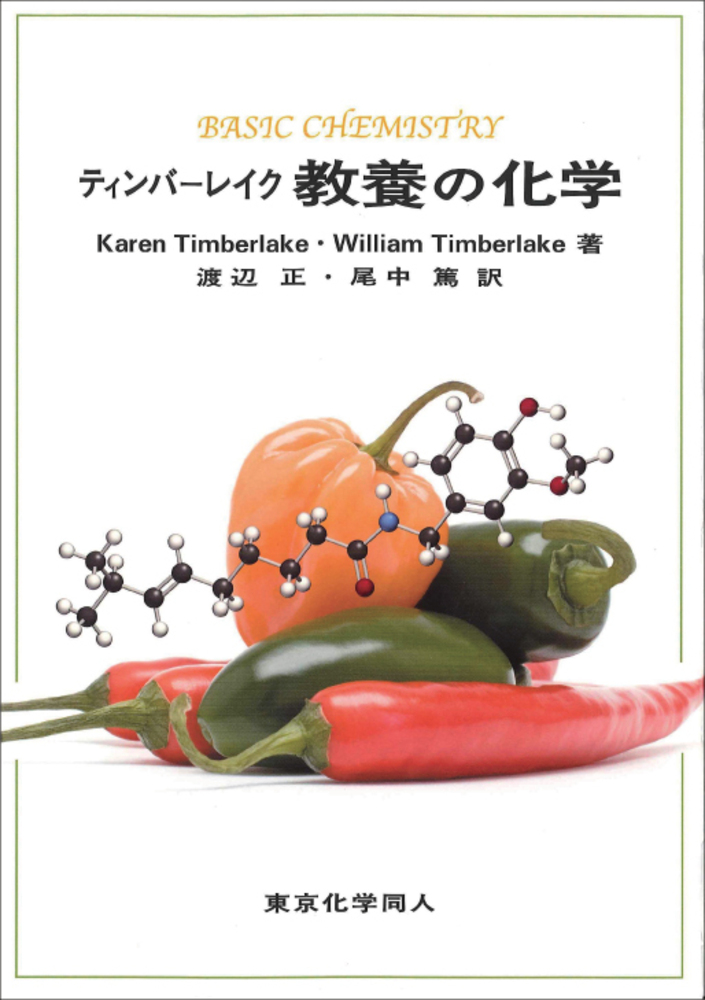 BASIC CHEMISTRY
ティンバーレイク 教養の化学
Karen Timberlake・William Timberlake 著
渡辺 正・尾中 篤 訳
東京化学同人